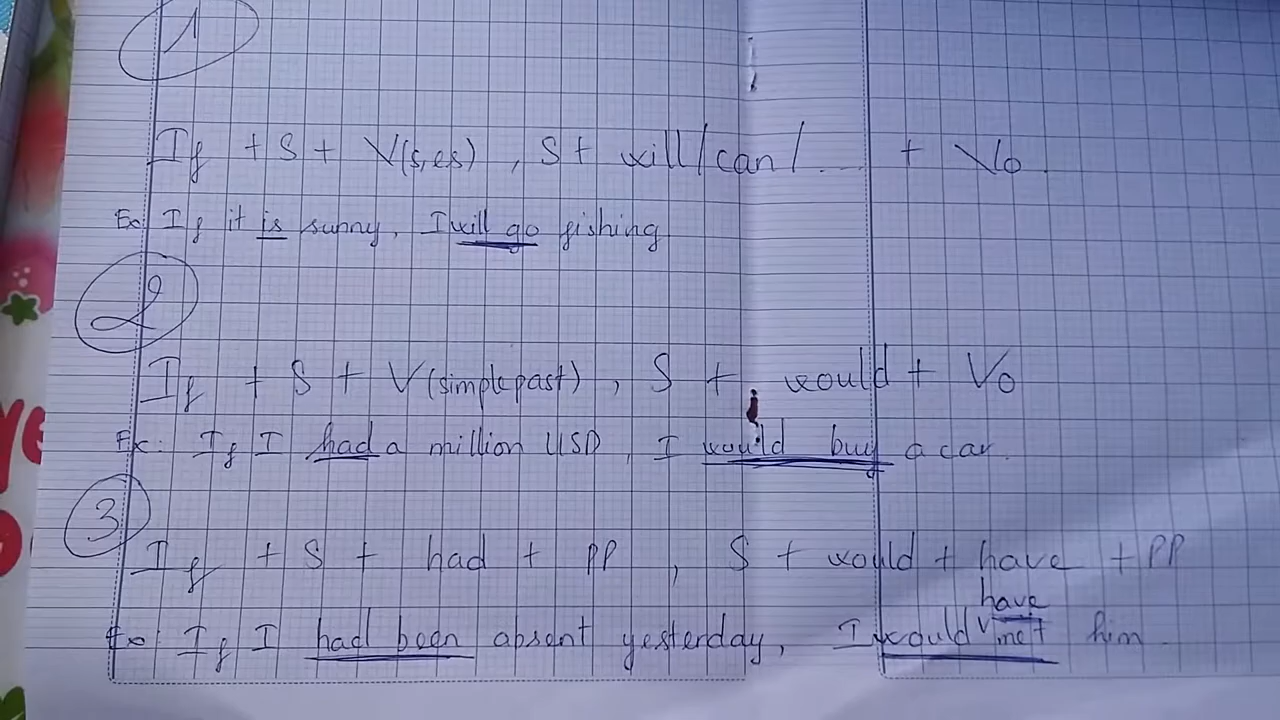 1
If + S + V(s,es) , S + will/can/.... + Vo
Ex: If it is sunny, I will go fishing
2
If + S + V(simple past) , S + would + Vo
Ex: If I had a million USD, I would buy a car.
3
If + S + had + PP , S + would + have + PP
have
Ex: If I had been absent yesterday, I would met him.